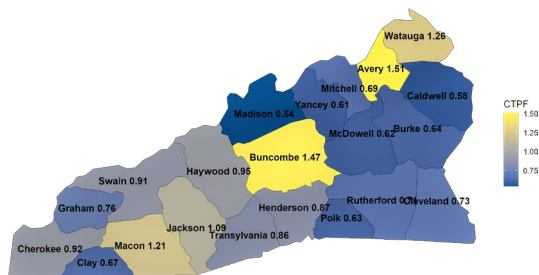 Watauga 1.26
Avery 1.51
Mitchell 0.69
Caldwell 0.58
Yancey 0.61
Madison 0.54
McDowell 0.62
Burke 0.64
Buncombe 1.47
Haywood 0.95
Swain 0.91
Rutherford
Cleveland 0.73
Graham 0.76
Henderson 0.87
Polk 0.63
Jackson 1.09
Transylvania 0.86
Macon 1.21
Cherokee 0.92
Clay 0.67
CTPF
1.50
1.25
1.00
0.75